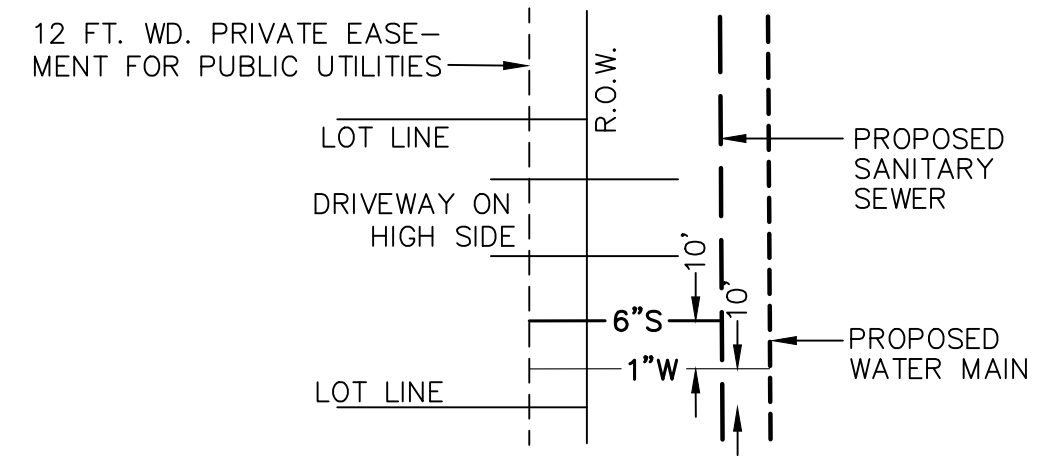 12 FT. WD. PRIVATE EASE-
MENT FOR PUBLIC UTILITIES
R.O.W.
LOT LINE
PROPOSED
SANITARY
SEWER
DRIVEWAY ON
HIGH SIDE
10'
10'
6"S
PROPOSED
WATER MAIN
1"W
LOT LINE